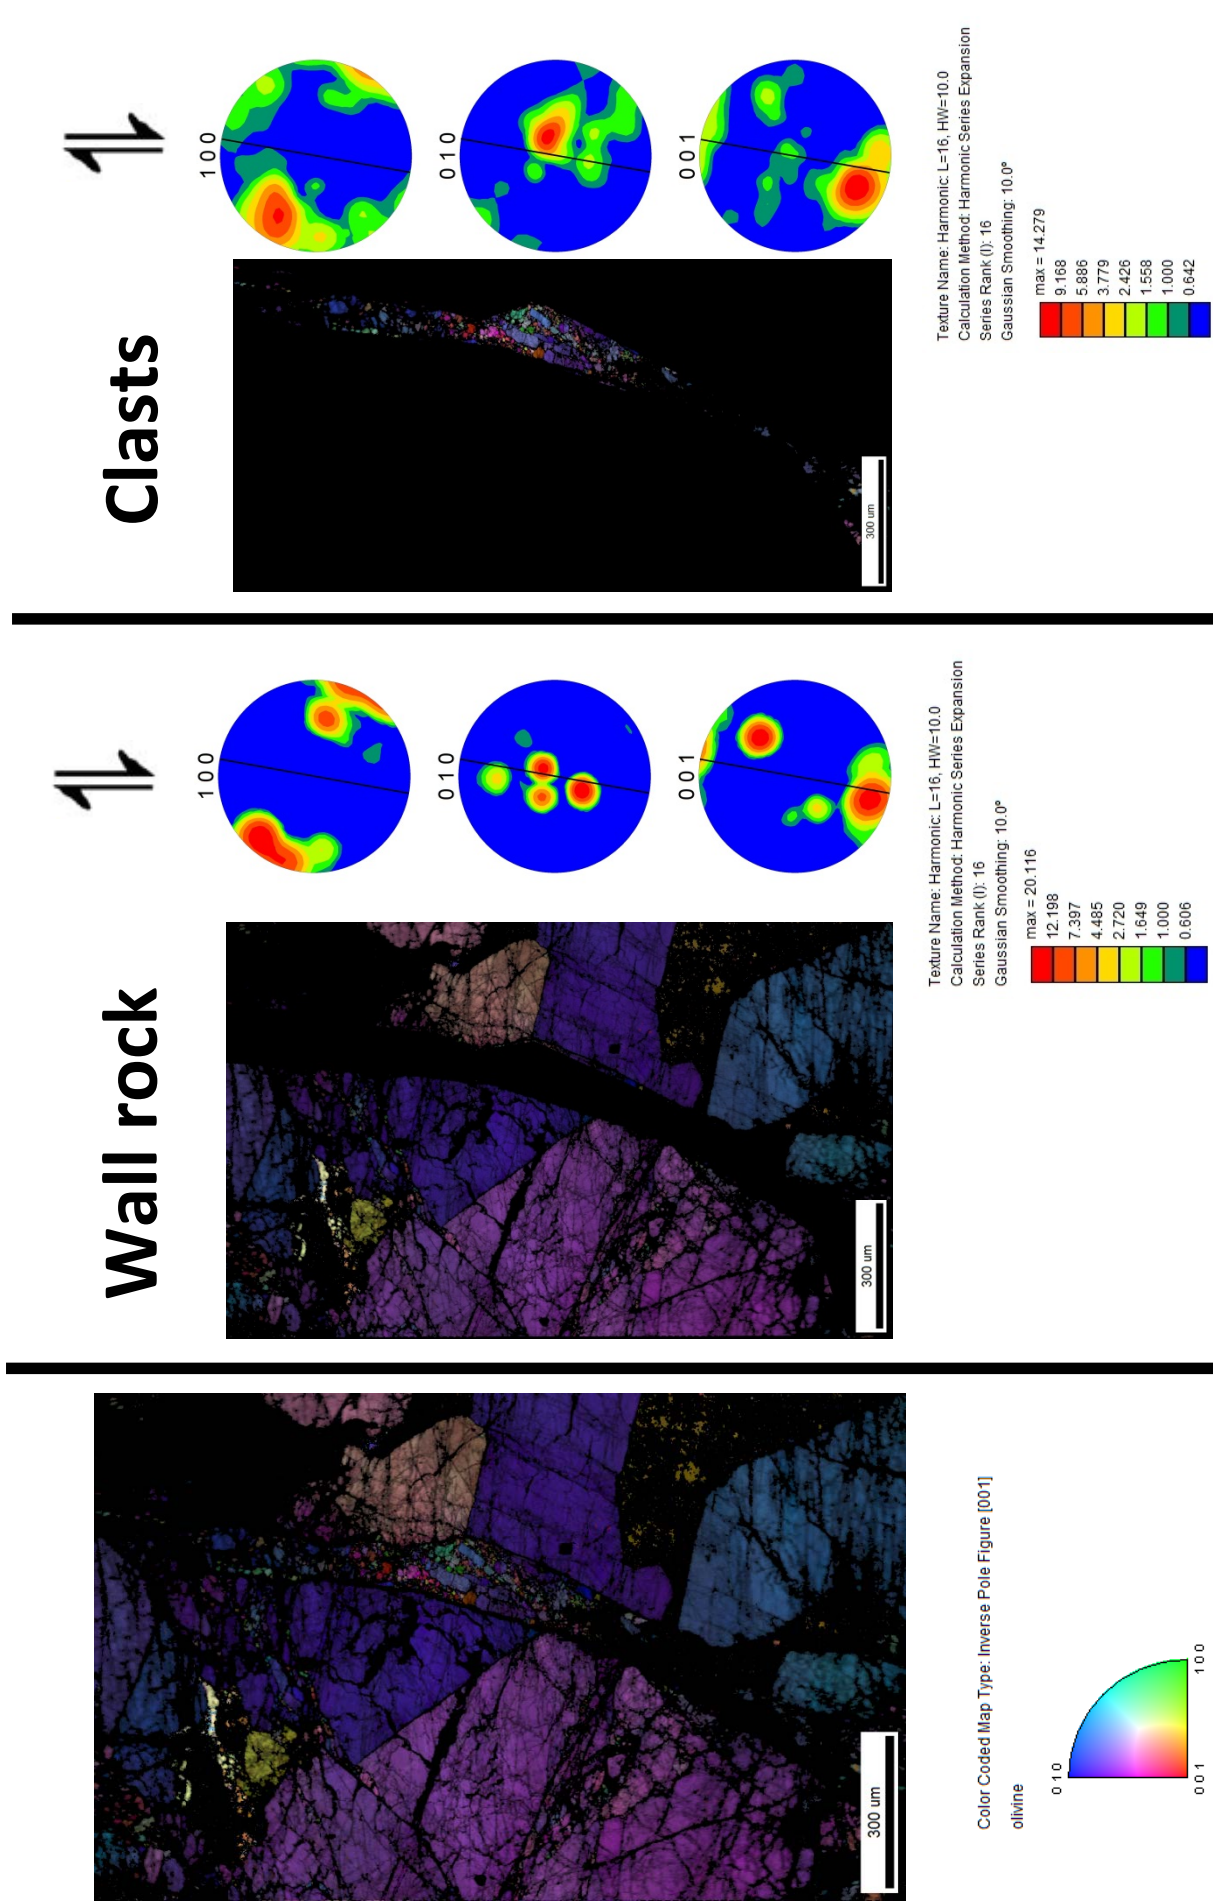 Clasts
1 0 0
0 1 0
0 0 1
300 um
Texture Name: Harmonic: L=16, HW=10.0
Calculation Method: Harmonic Series Expansion
Series Rank (l): 16
Gaussian Smoothing: 10.0º
max = 14.279
9.168
5.886
3.779
2.426
1.558
1.000
0.642
Wall rock
1 0 0
0 1 0
0 0 1
300 um
Texture Name: Harmonic: L=16, HW=10.0
Calculation Method: Harmonic Series Expansion
Series Rank (l): 16
Gaussian Smoothing: 10.0º
max = 20.116
12.198
7.397
4.485
2.720
1.649
1.000
0.606
300 um
Color Coded Map Type: Inverse Pole Figure [001]
olivine
0 1 0
0 0 1
1 0 0